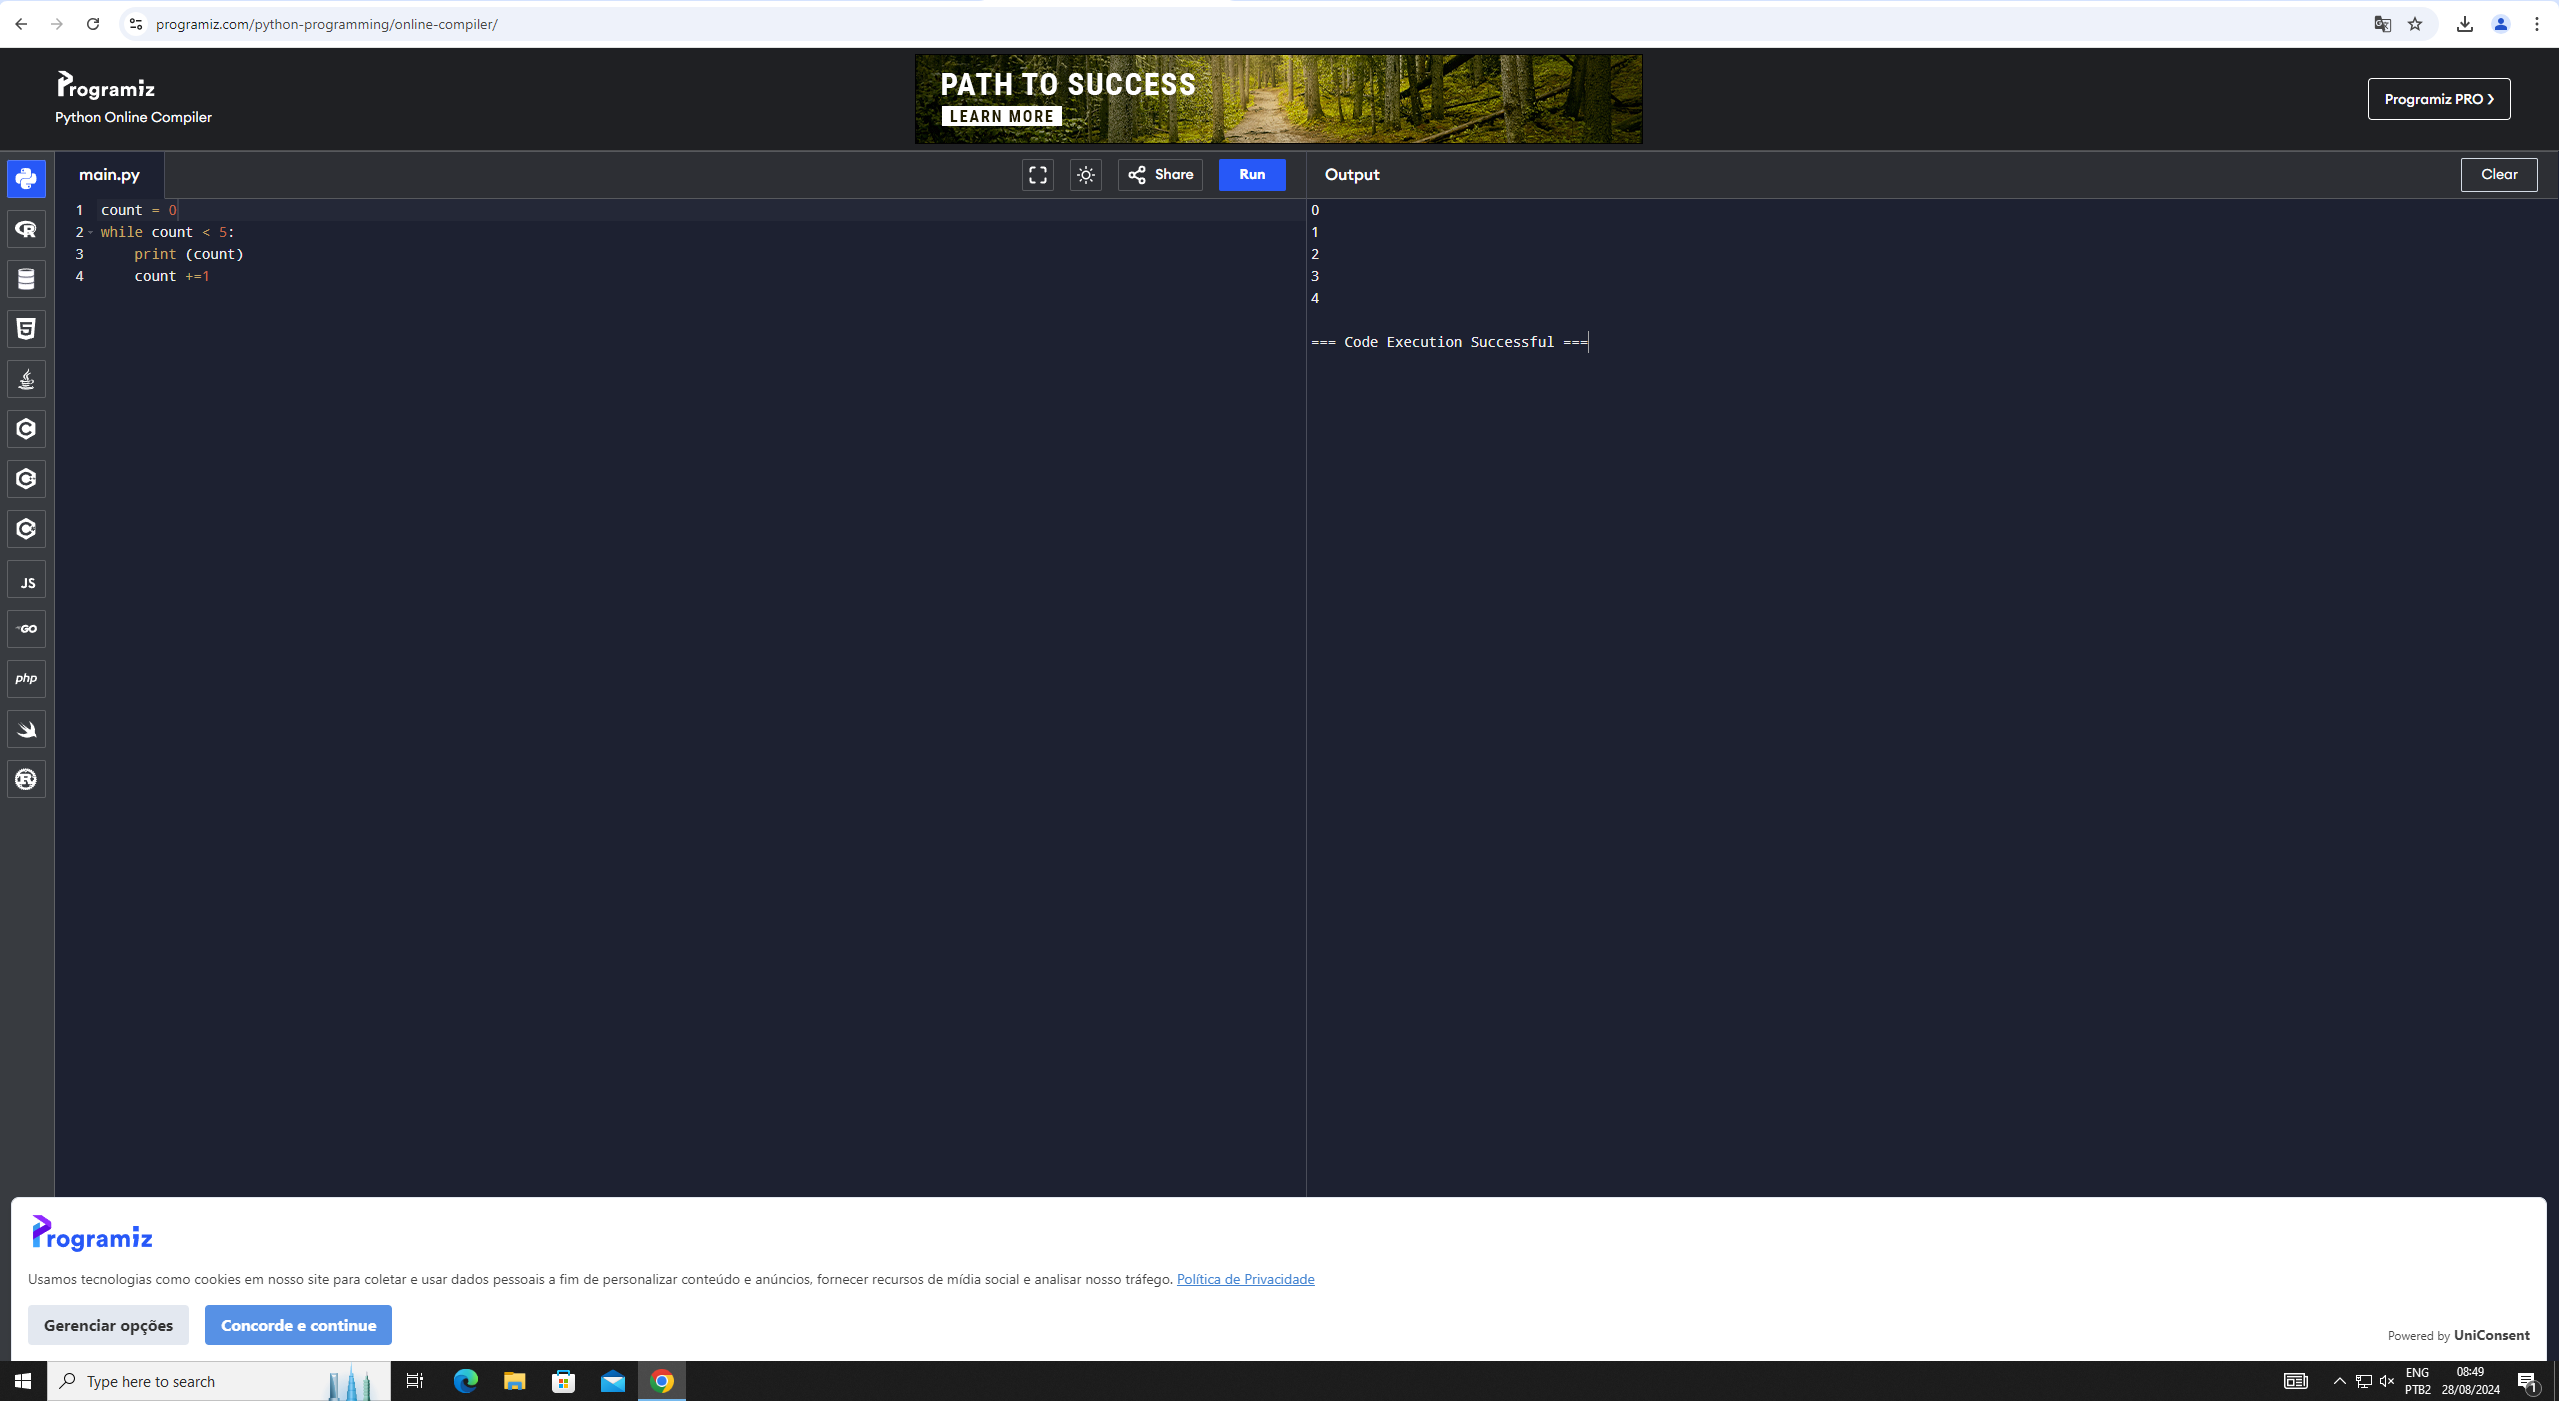 programiz.com/python-programming/online-compiler/
Programiz
Python Online Compiler
PATH TO SUCCESS
LEARN MORE
Programiz PRO
main.py
Share
Run
Output
Clear
1 count = 0
2 while count < 5:
3 print (count)
4 count +=1
0
1
2
3
4
=== Code Execution Successful ===
JS
GO
php
Programiz
Usamos tecnologias como cookies em nosso site para coletar e usar dados pessoais a fim de personalizar conteúdo e anúncios, fornecer recursos de mídia social e analisar nosso tráfego. Política de Privacidade
Gerenciar opções
Concorde e continue
Powered by UniConsent
Type here to search
ENG
PTB2
08:49
28/08/2024
1